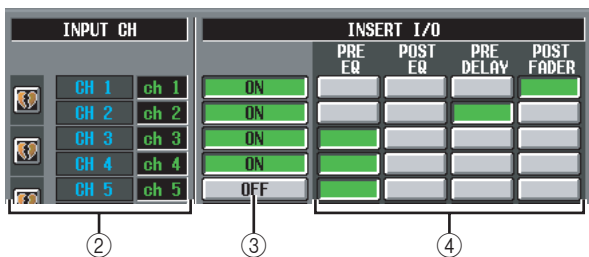 INPUT CH INSERT I/O
PRE EQ POST EQ PRE DELAY POST FADER
CH 1 ch 1 ON
CH 2 ch 2 ON
CH 3 ch 3 ON
CH 4 ch 4 ON
CH 5 ch 5 OFF
② ③ ④